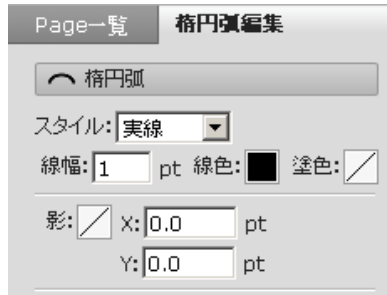 Page一覧 楕円弧編集
楕円弧
スタイル: 実線
線幅: 1 pt 線色: 塗色:
影: X: 0.0 pt
Y: 0.0 pt